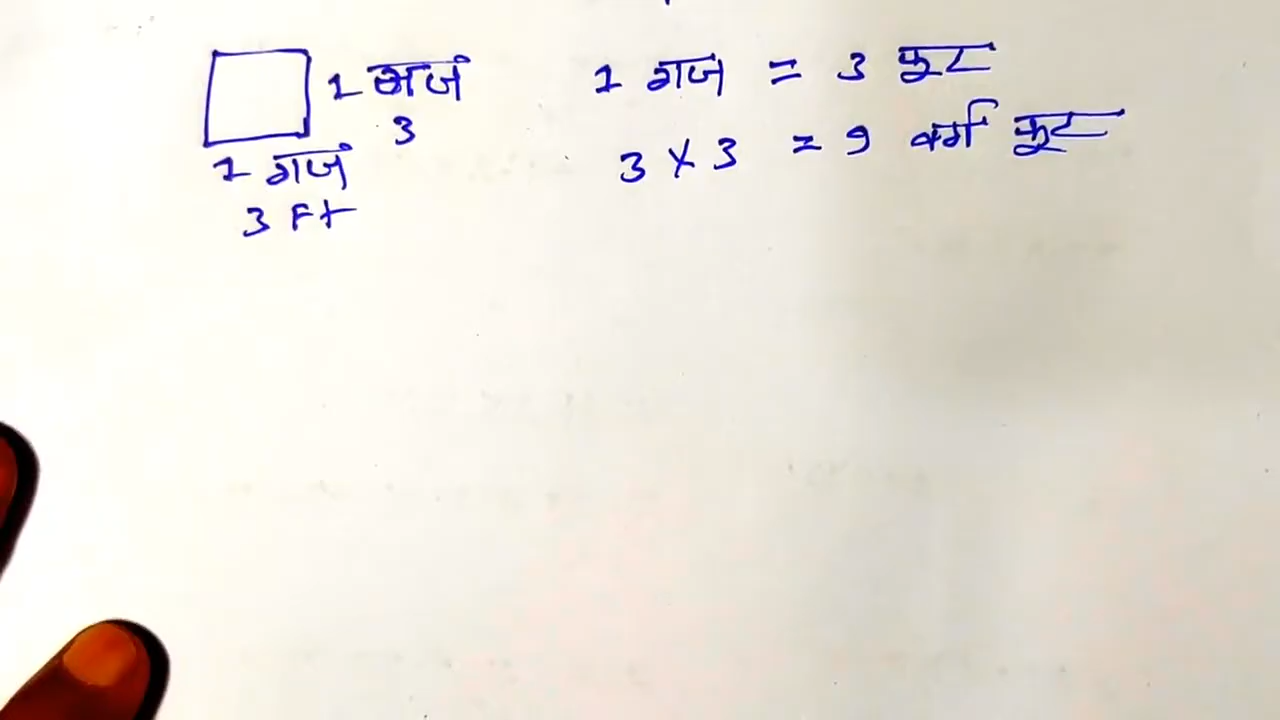 1 गज
3
1 गज
3 Ft
1 गज = 3 फूट
3 × 3 = 9 वर्ग फूट